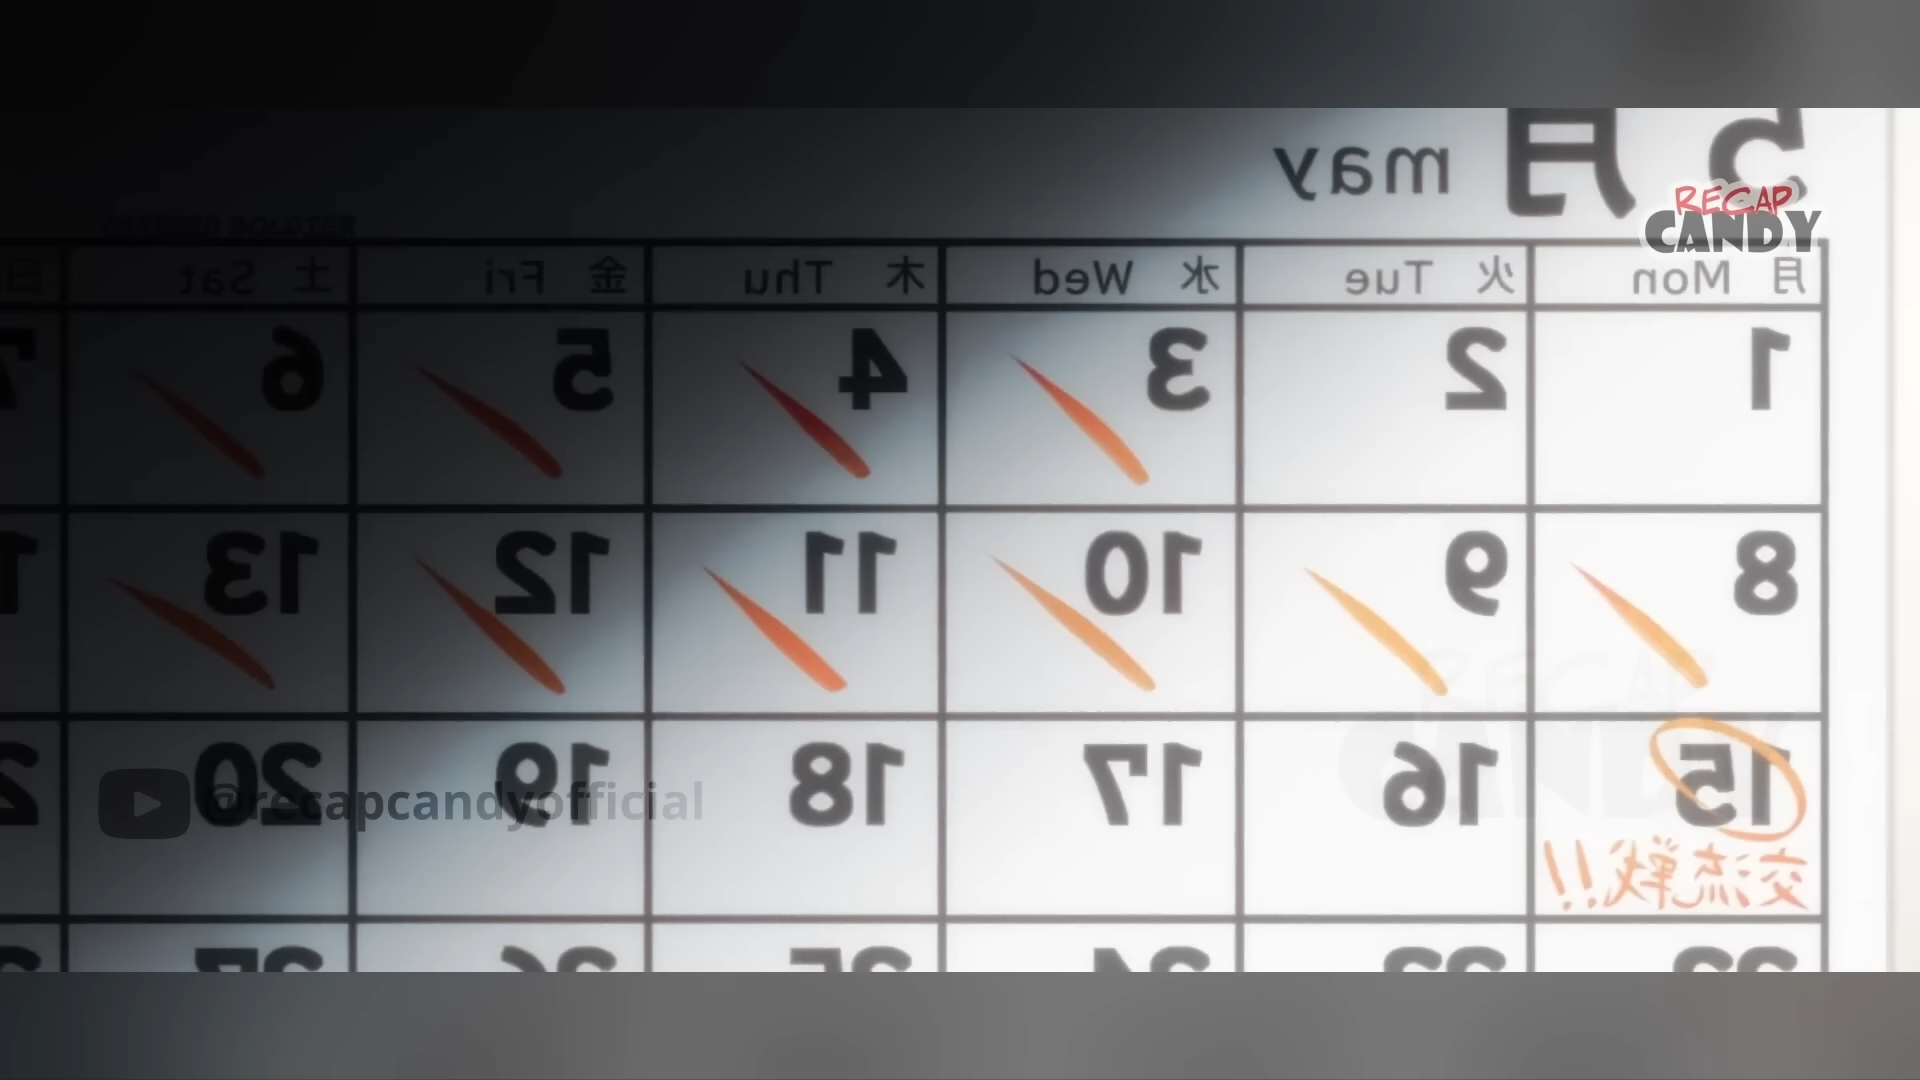 5月 may
RECAP
CANDY
月 Mon 火 Tue 水 Wed 木 Thu 金 Fri 土 Sat 日
1 2 3 4 5 6 7
8 9 10 11 12 13
15 16 17 18 19 20
交流戦!!
@recapcandyofficial